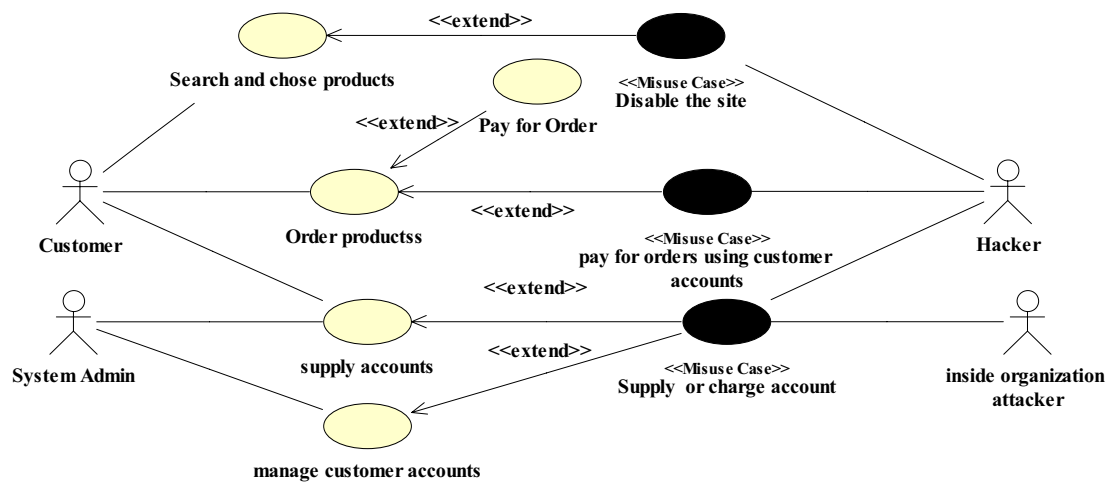 <<extend>>
Search and chose products
<<Misuse Case>>
Disable the site
<<extend>>
Pay for Order
<<extend>>
Customer
Order productss
<<Misuse Case>>
pay for orders using customer
accounts
Hacker
<<extend>>
<<extend>>
System Admin
supply accounts
<<Misuse Case>>
Supply or charge account
inside organization
attacker
manage customer accounts